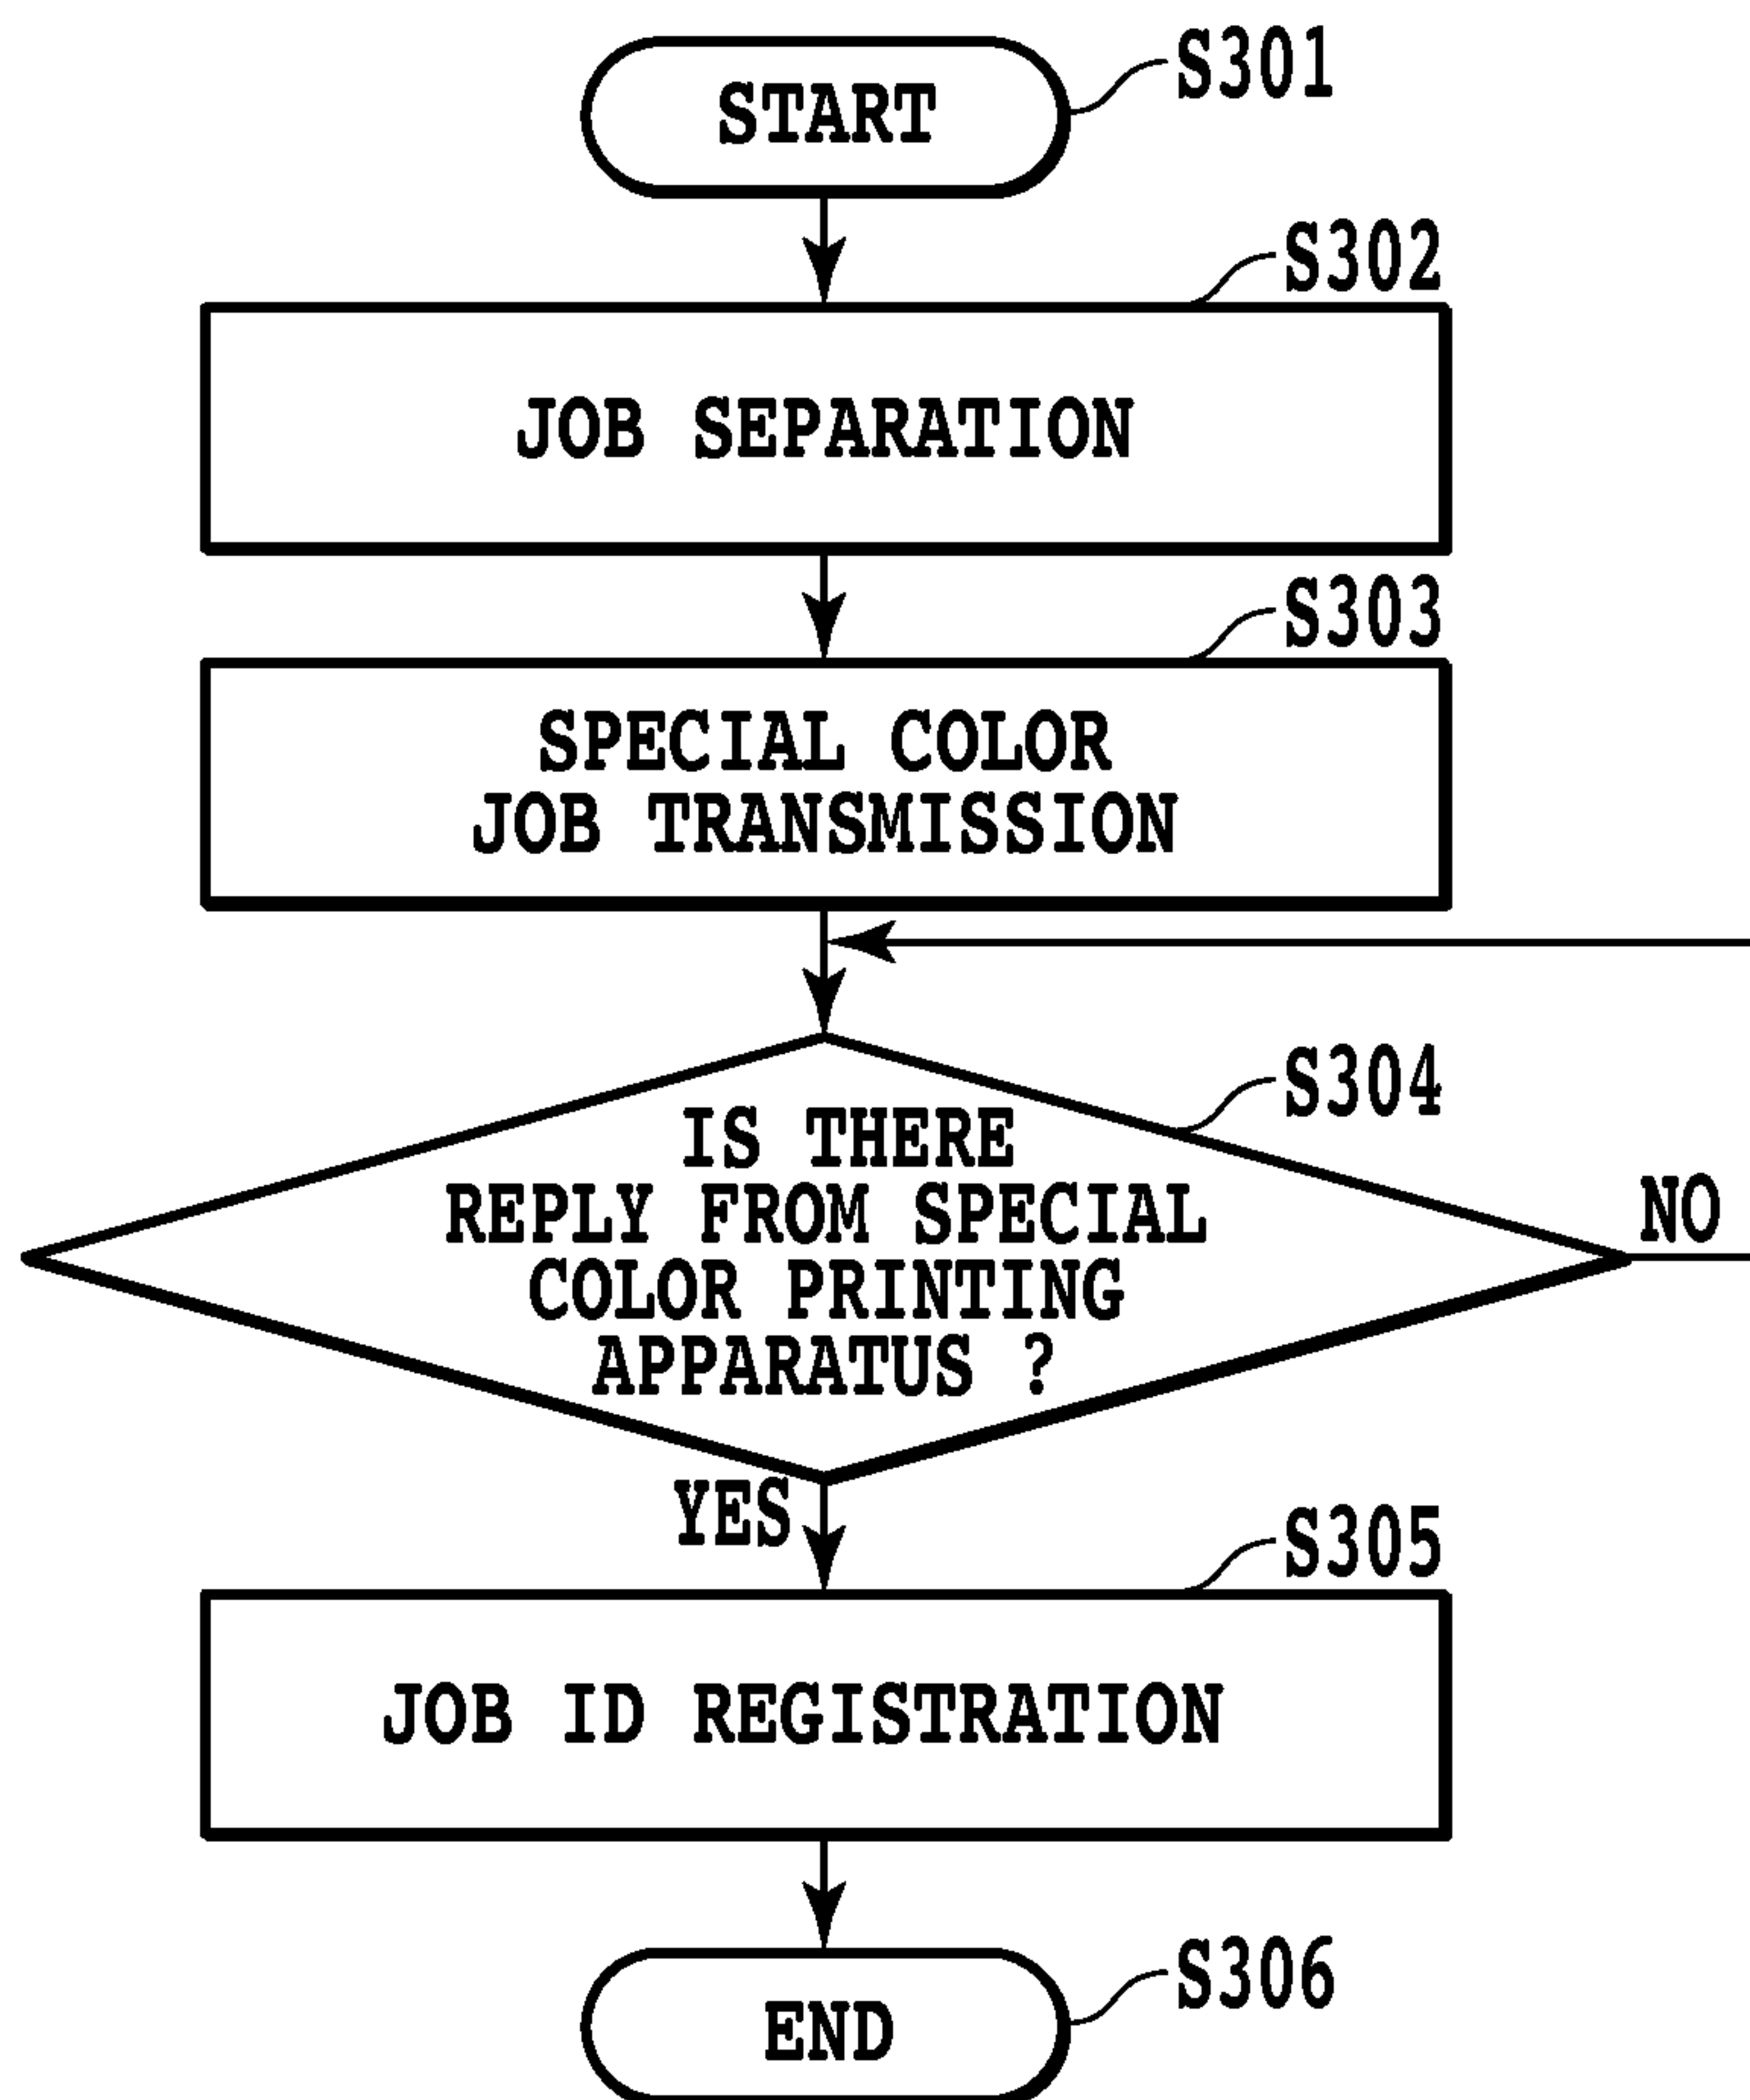 START
S301
S302
JOB SEPARATION
S303
SPECIAL COLOR
JOB TRANSMISSION
S304
IS THERE
REPLY FROM SPECIAL
COLOR PRINTING
APPARATUS ?
NO
YES
S305
JOB ID REGISTRATION
S306
END